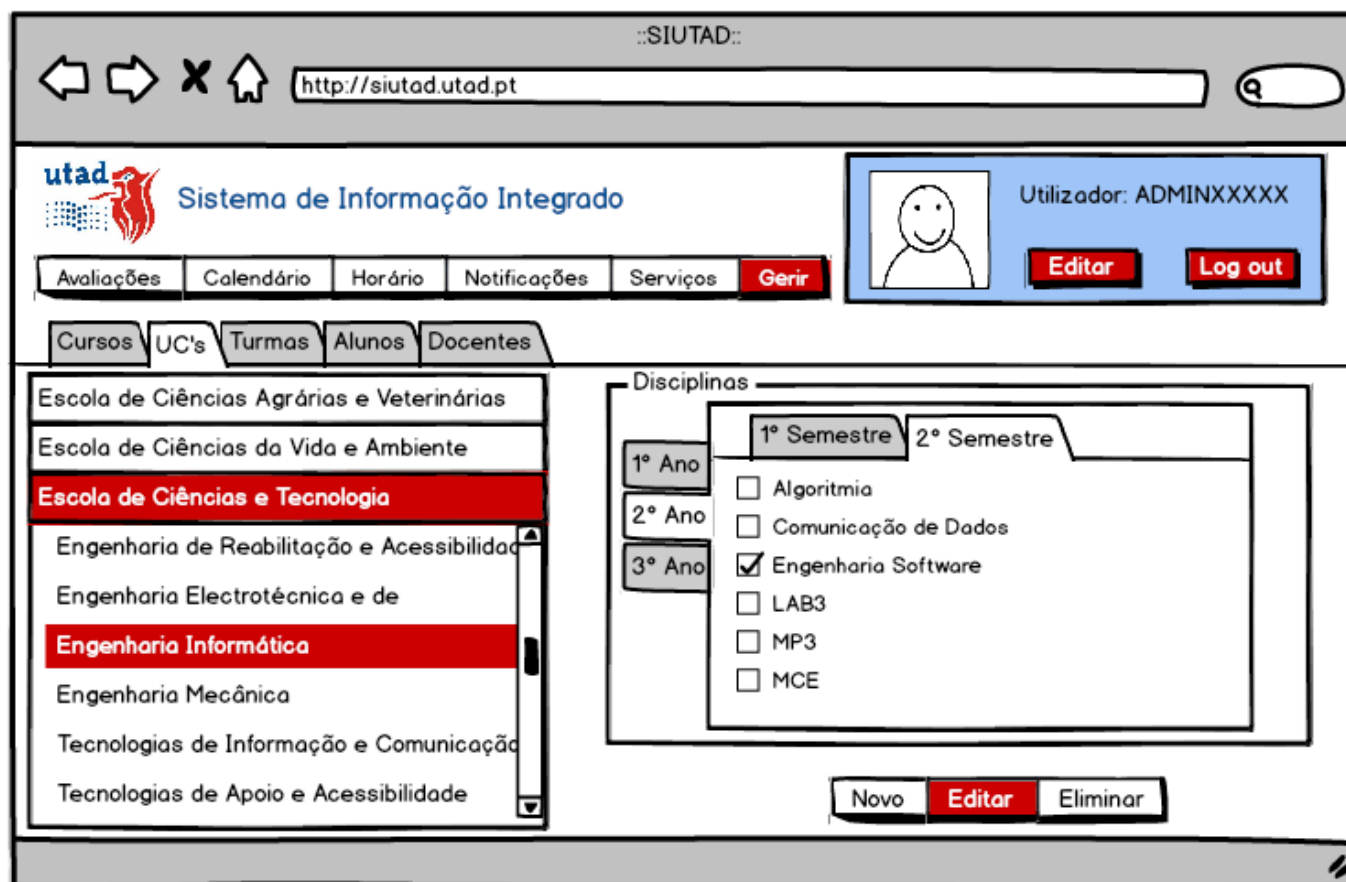 ::SIUTAD::
http://siutad.utad.pt
utad
Sistema de Informação Integrado
Utilizador: ADMINXXXXX
Editar
Log out
Avaliações
Calendário
Horário
Notificações
Serviços
Gerir
Cursos
UC's
Turmas
Alunos
Docentes
Escola de Ciências Agrárias e Veterinárias
Escola de Ciências da Vida e Ambiente
Escola de Ciências e Tecnologia
Engenharia de Reabilitação e Acessibilidad
Engenharia Electrotécnica e de
Engenharia Informática
Engenharia Mecânica
Tecnologias de Informação e Comunicação
Tecnologias de Apoio e Acessibilidade
Disciplinas
1º Ano
2º Ano
3º Ano
1º Semestre
2º Semestre
Algoritmia
Comunicação de Dados
Engenharia Software
LAB3
MP3
MCE
Novo
Editar
Eliminar